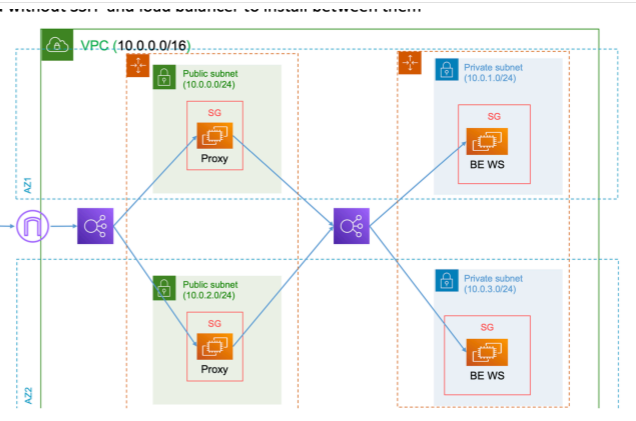 without and load balancer to install between them
VPC (10.0.0.0/16)
Public subnet
(10.0.0.0/24)
SG
Proxy
Private subnet
(10.0.1.0/24)
SG
BE WS
AZ1
Public subnet
(10.0.2.0/24)
SG
Proxy
Private subnet
(10.0.3.0/24)
SG
BE WS
AZ2